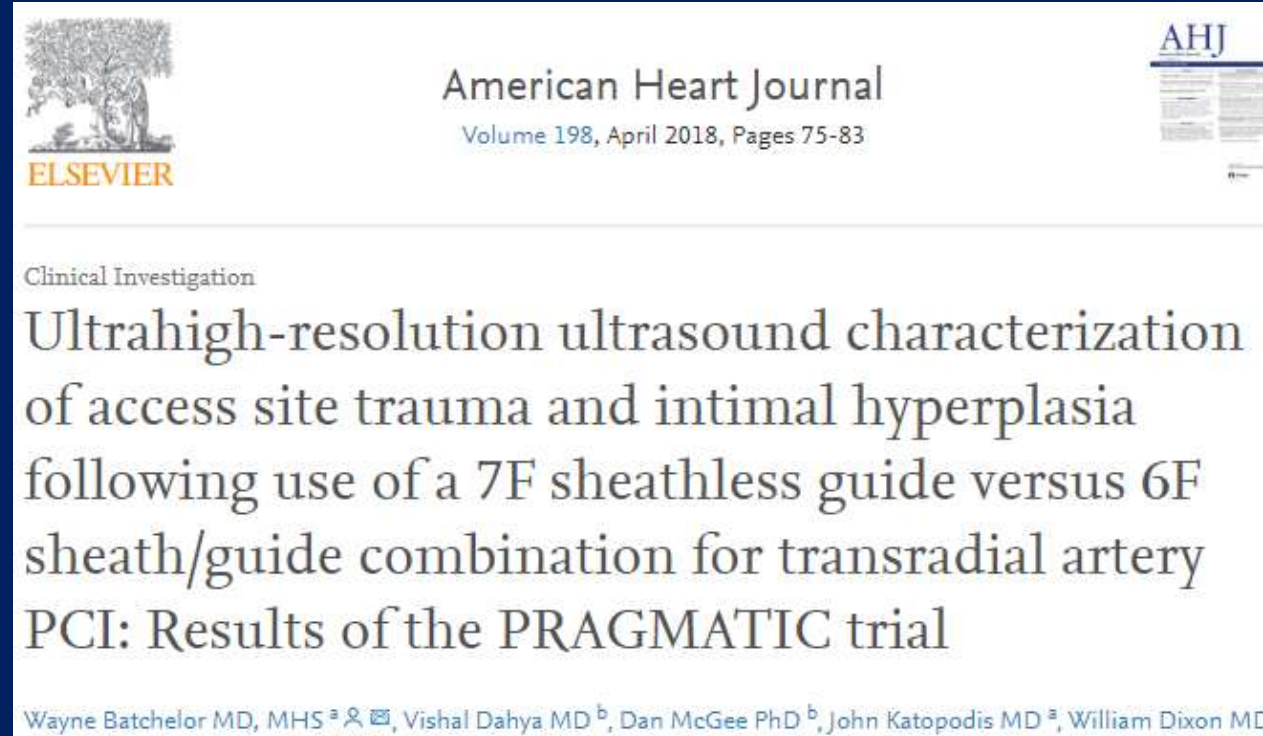 American Heart Journal
Volume 198, April 2018, Pages 75-83
AHJ
ELSEVIER
Clinical Investigation
Ultrahigh-resolution ultrasound characterization
of access site trauma and intimal hyperplasia
following use of a 7F sheathless guide versus 6F
sheath/guide combination for transradial artery
PCI: Results of the PRAGMATIC trial
Wayne Batchelor MD, MHS a, Vishal Dahya MD b, Dan McGee PhD b, John Katopodis MD a, William Dixon MD